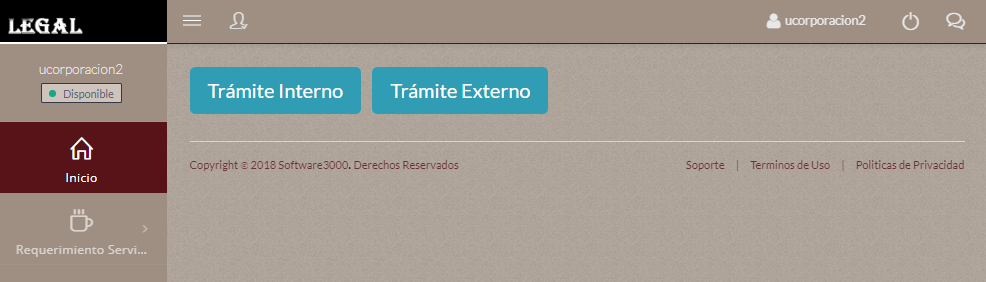 LEGAL
ucorporacion2
ucorporacion2
Disponible
Inicio
Requerimiento Servi...
Trámite Interno
Trámite Externo
Copyright © 2018 Software3000. Derechos Reservados
Soporte | Terminos de Uso | Politicas de Privacidad